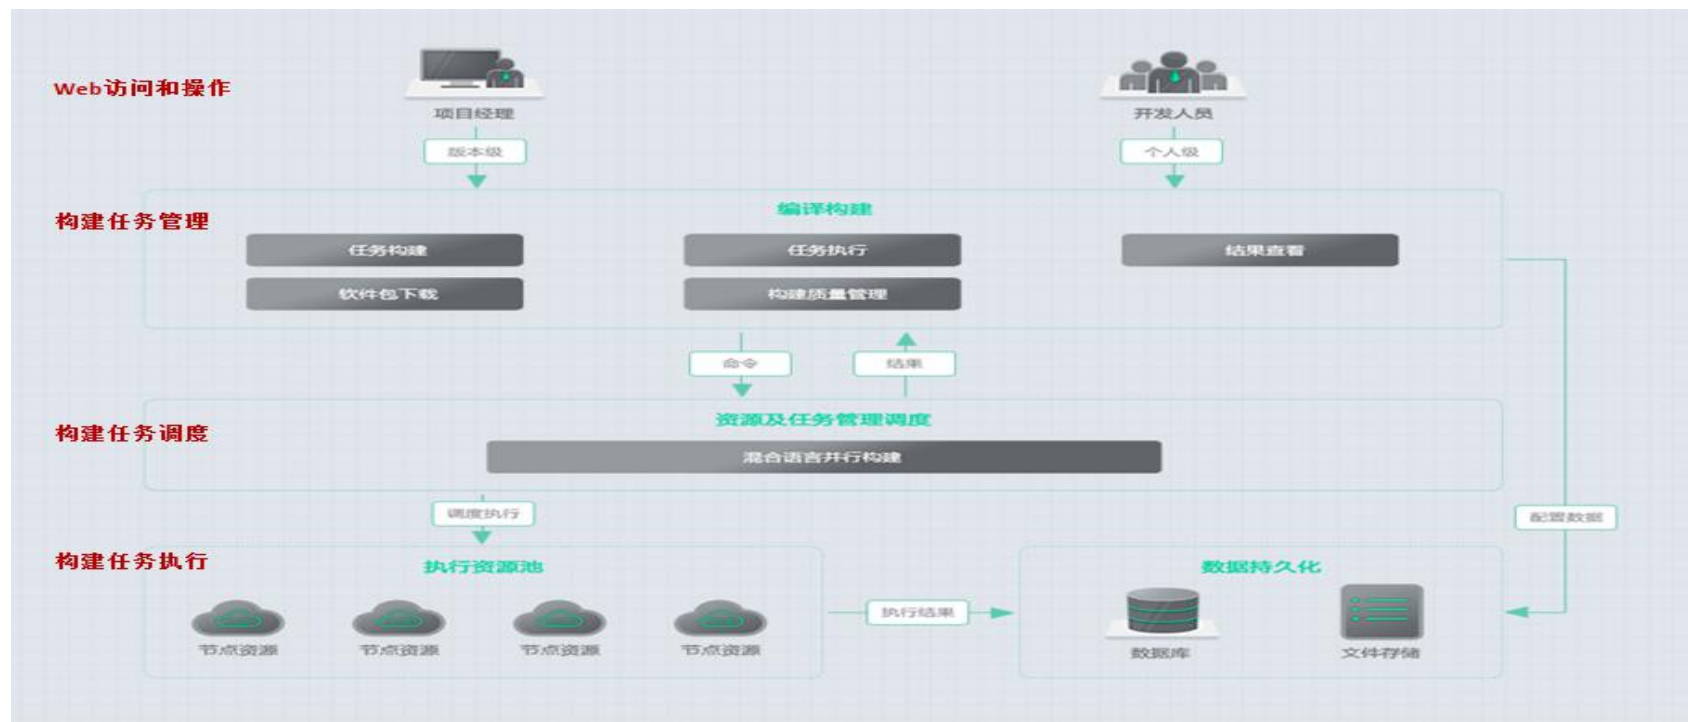 Web访问和操作
项目经理
开发人员
版本级
个人级
构建任务管理
编译构建
任务构建
任务执行
结果查看
软件包下载
构建质量管理
命令
结果
构建任务调度
资源及任务管理调度
混合语言并行构建
调度执行
配置数据
构建任务执行
执行资源池
数据持久化
执行结果
节点资源
节点资源
节点资源
节点资源
数据库
文件存储